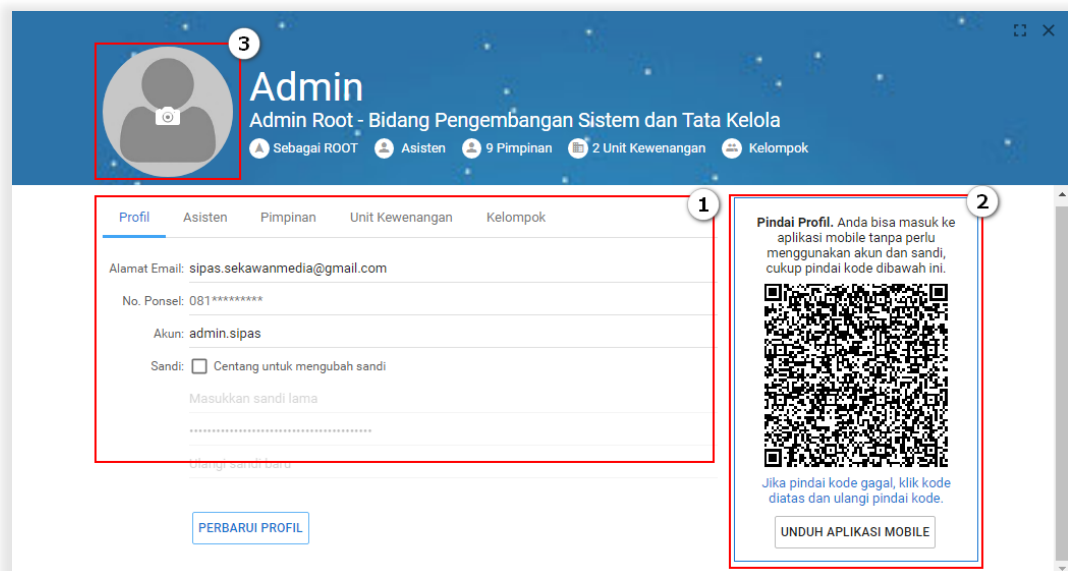 3
Admin
Admin Root - Bidang Pengembangan Sistem dan Tata Kelola
Sebagai ROOT Asisten 9 Pimpinan 2 Unit Kewenangan Kelompok
1
Profil Asisten Pimpinan Unit Kewenangan Kelompok
Alamat Email: sipas.sekawanmedia@gmail.com
No. Ponsel: 081*********
Akun: admin.sipas
Sandi: Centang untuk mengubah sandi
Masukkan sandi lama
Ulangi sandi baru
PERBARUI PROFIL
2
Pindai Profil. Anda bisa masuk ke
aplikasi mobile tanpa perlu
menggunakan akun dan sandi,
cukup pindai kode dibawah ini.
Jika pindai kode gagal, klik kode
diatas dan ulangi pindai kode.
UNDUH APLIKASI MOBILE